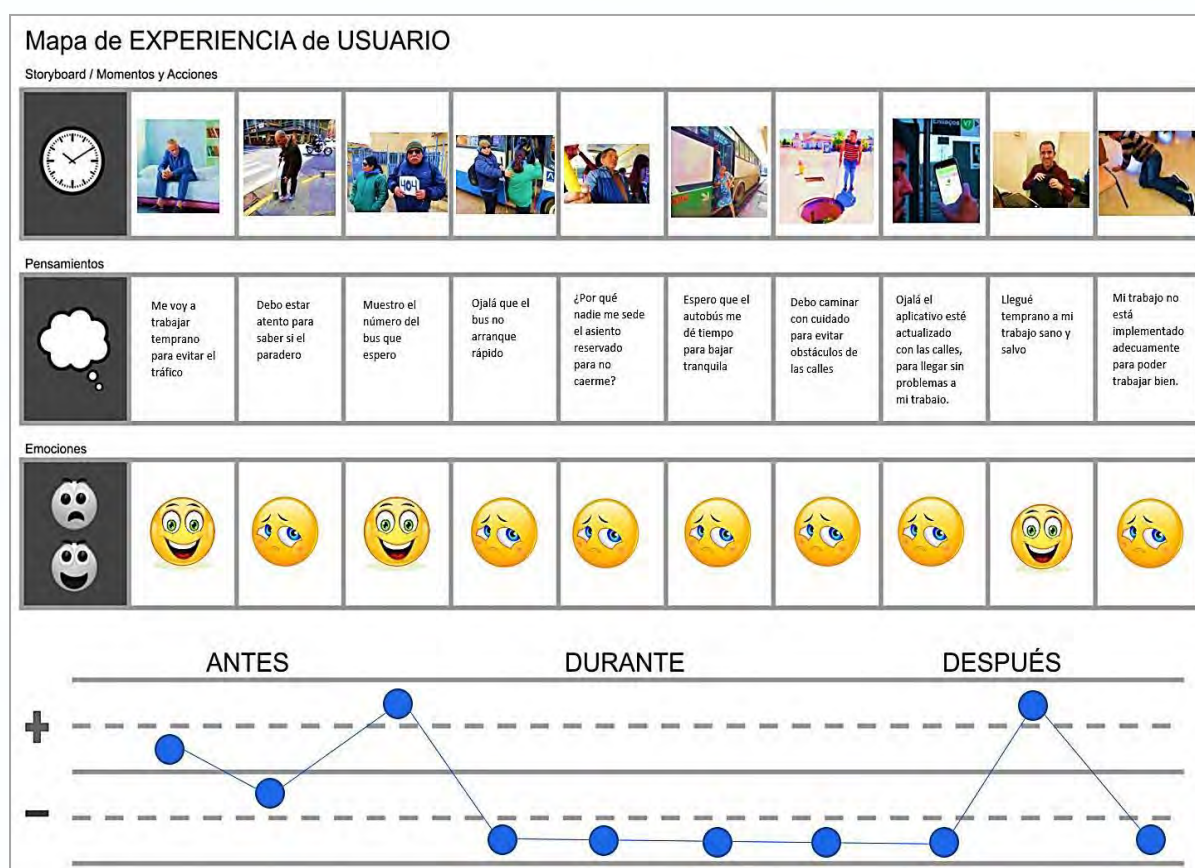 Mapa de EXPERIENCIA de USUARIO
Storyboard / Momentos y Acciones
404
Pensamientos
Me voy a
trabajar
temprano
para evitar el
tráfico
Debo estar
atento para
saber si el
paradero
Muestro el
número del
bus que
espero
Ojalá que el
bus no
arranque
rápido
¿Por qué
nadie me sede
el asiento
reservado
para no
caerme?
Espero que el
autobús me
dé tiempo
para bajar
tranquila
Debo caminar
con cuidado
para evitar
obstáculos de
las calles
Ojalá el
aplicativo esté
actualizado
con las calles,
para llegar sin
problemas a
mi trabajo.
Llegué
temprano a mi
trabajo sano y
salvo
Mi trabajo no
está
implementado
adecuamente
para poder
trabajar bien.
Emociones
ANTES
DURANTE
DESPUÉS
+
−